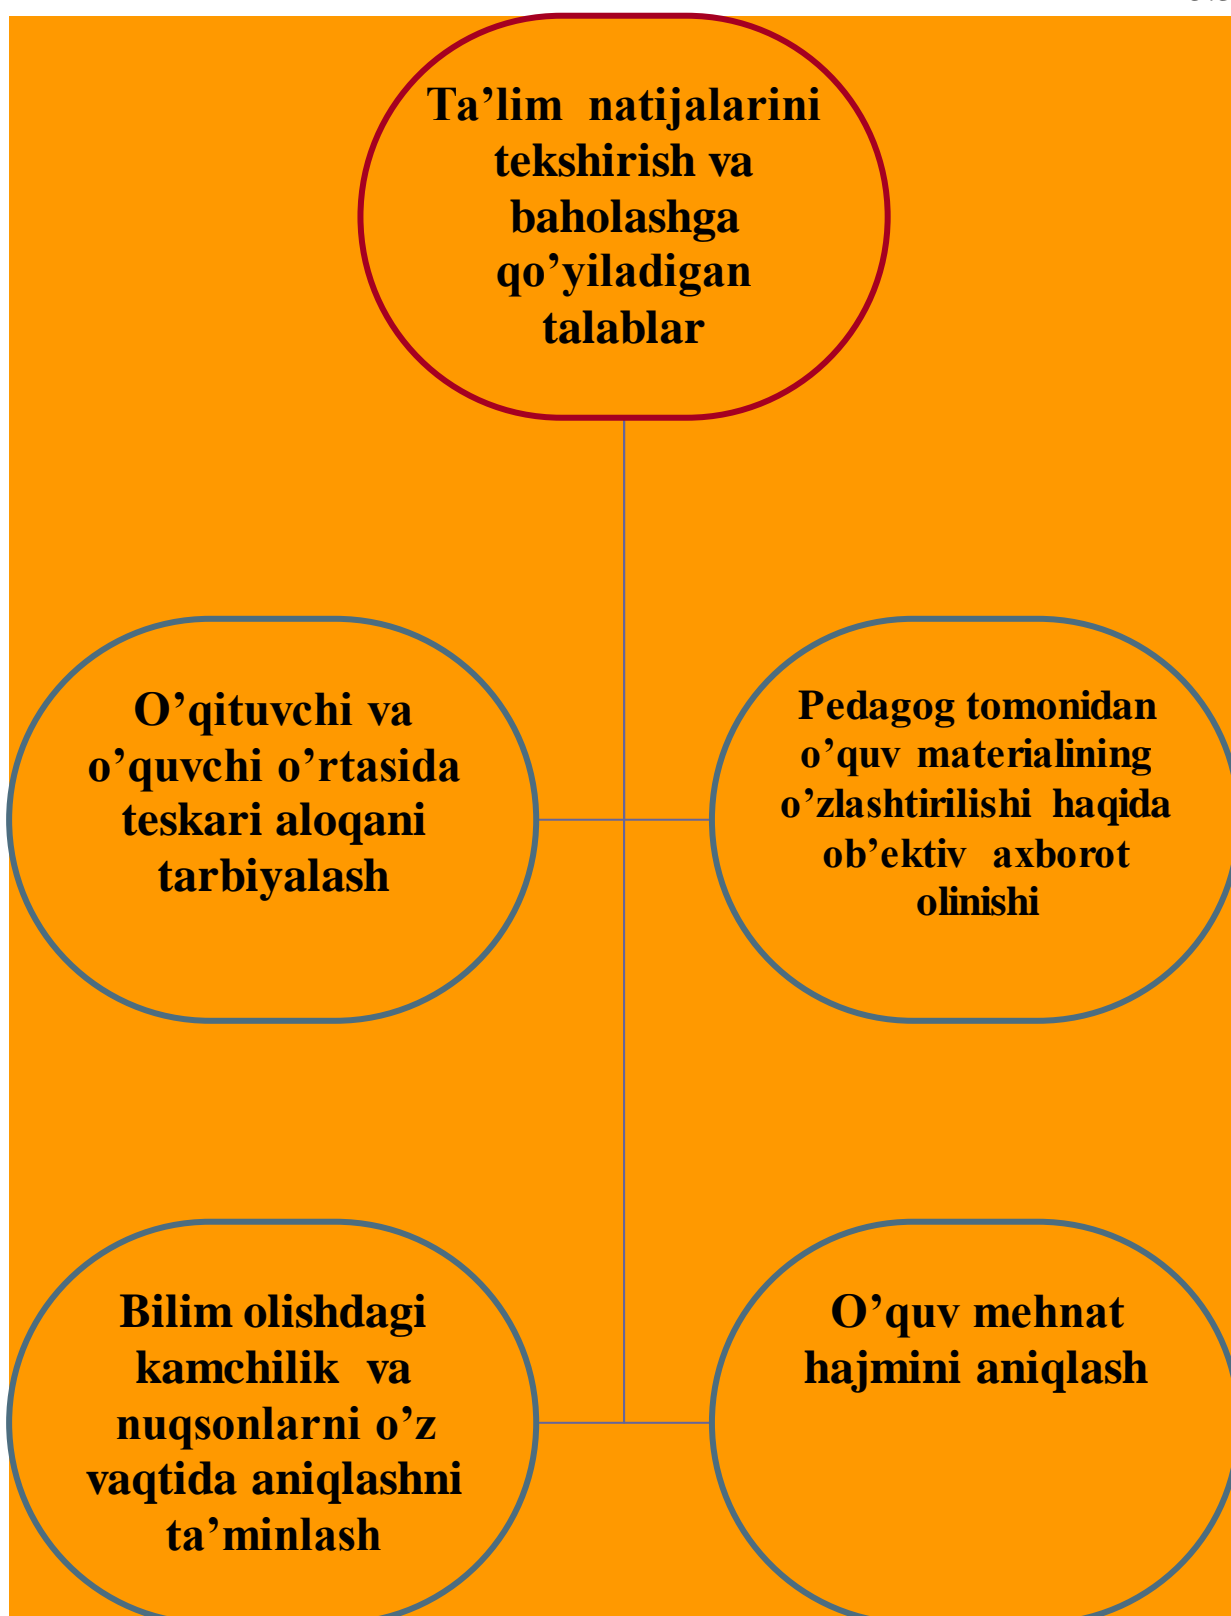 Ta’lim natijalarini
tekshirish va
baholashga
qo’yiladigan
talablar
O’qituvchi va
o’quvchi o’rtasida
teskari aloqani
tarbiyalash
Pedagog tomonidan
o’quv materialining
o’zlashtirilishi haqida
ob’ektiv axborot
olinishi
Bilim olishdagi
kamchilik va
nuqsonlarni o’z
vaqtida aniqlashni
ta’minlash
O’quv mehnat
hajmini aniqlash